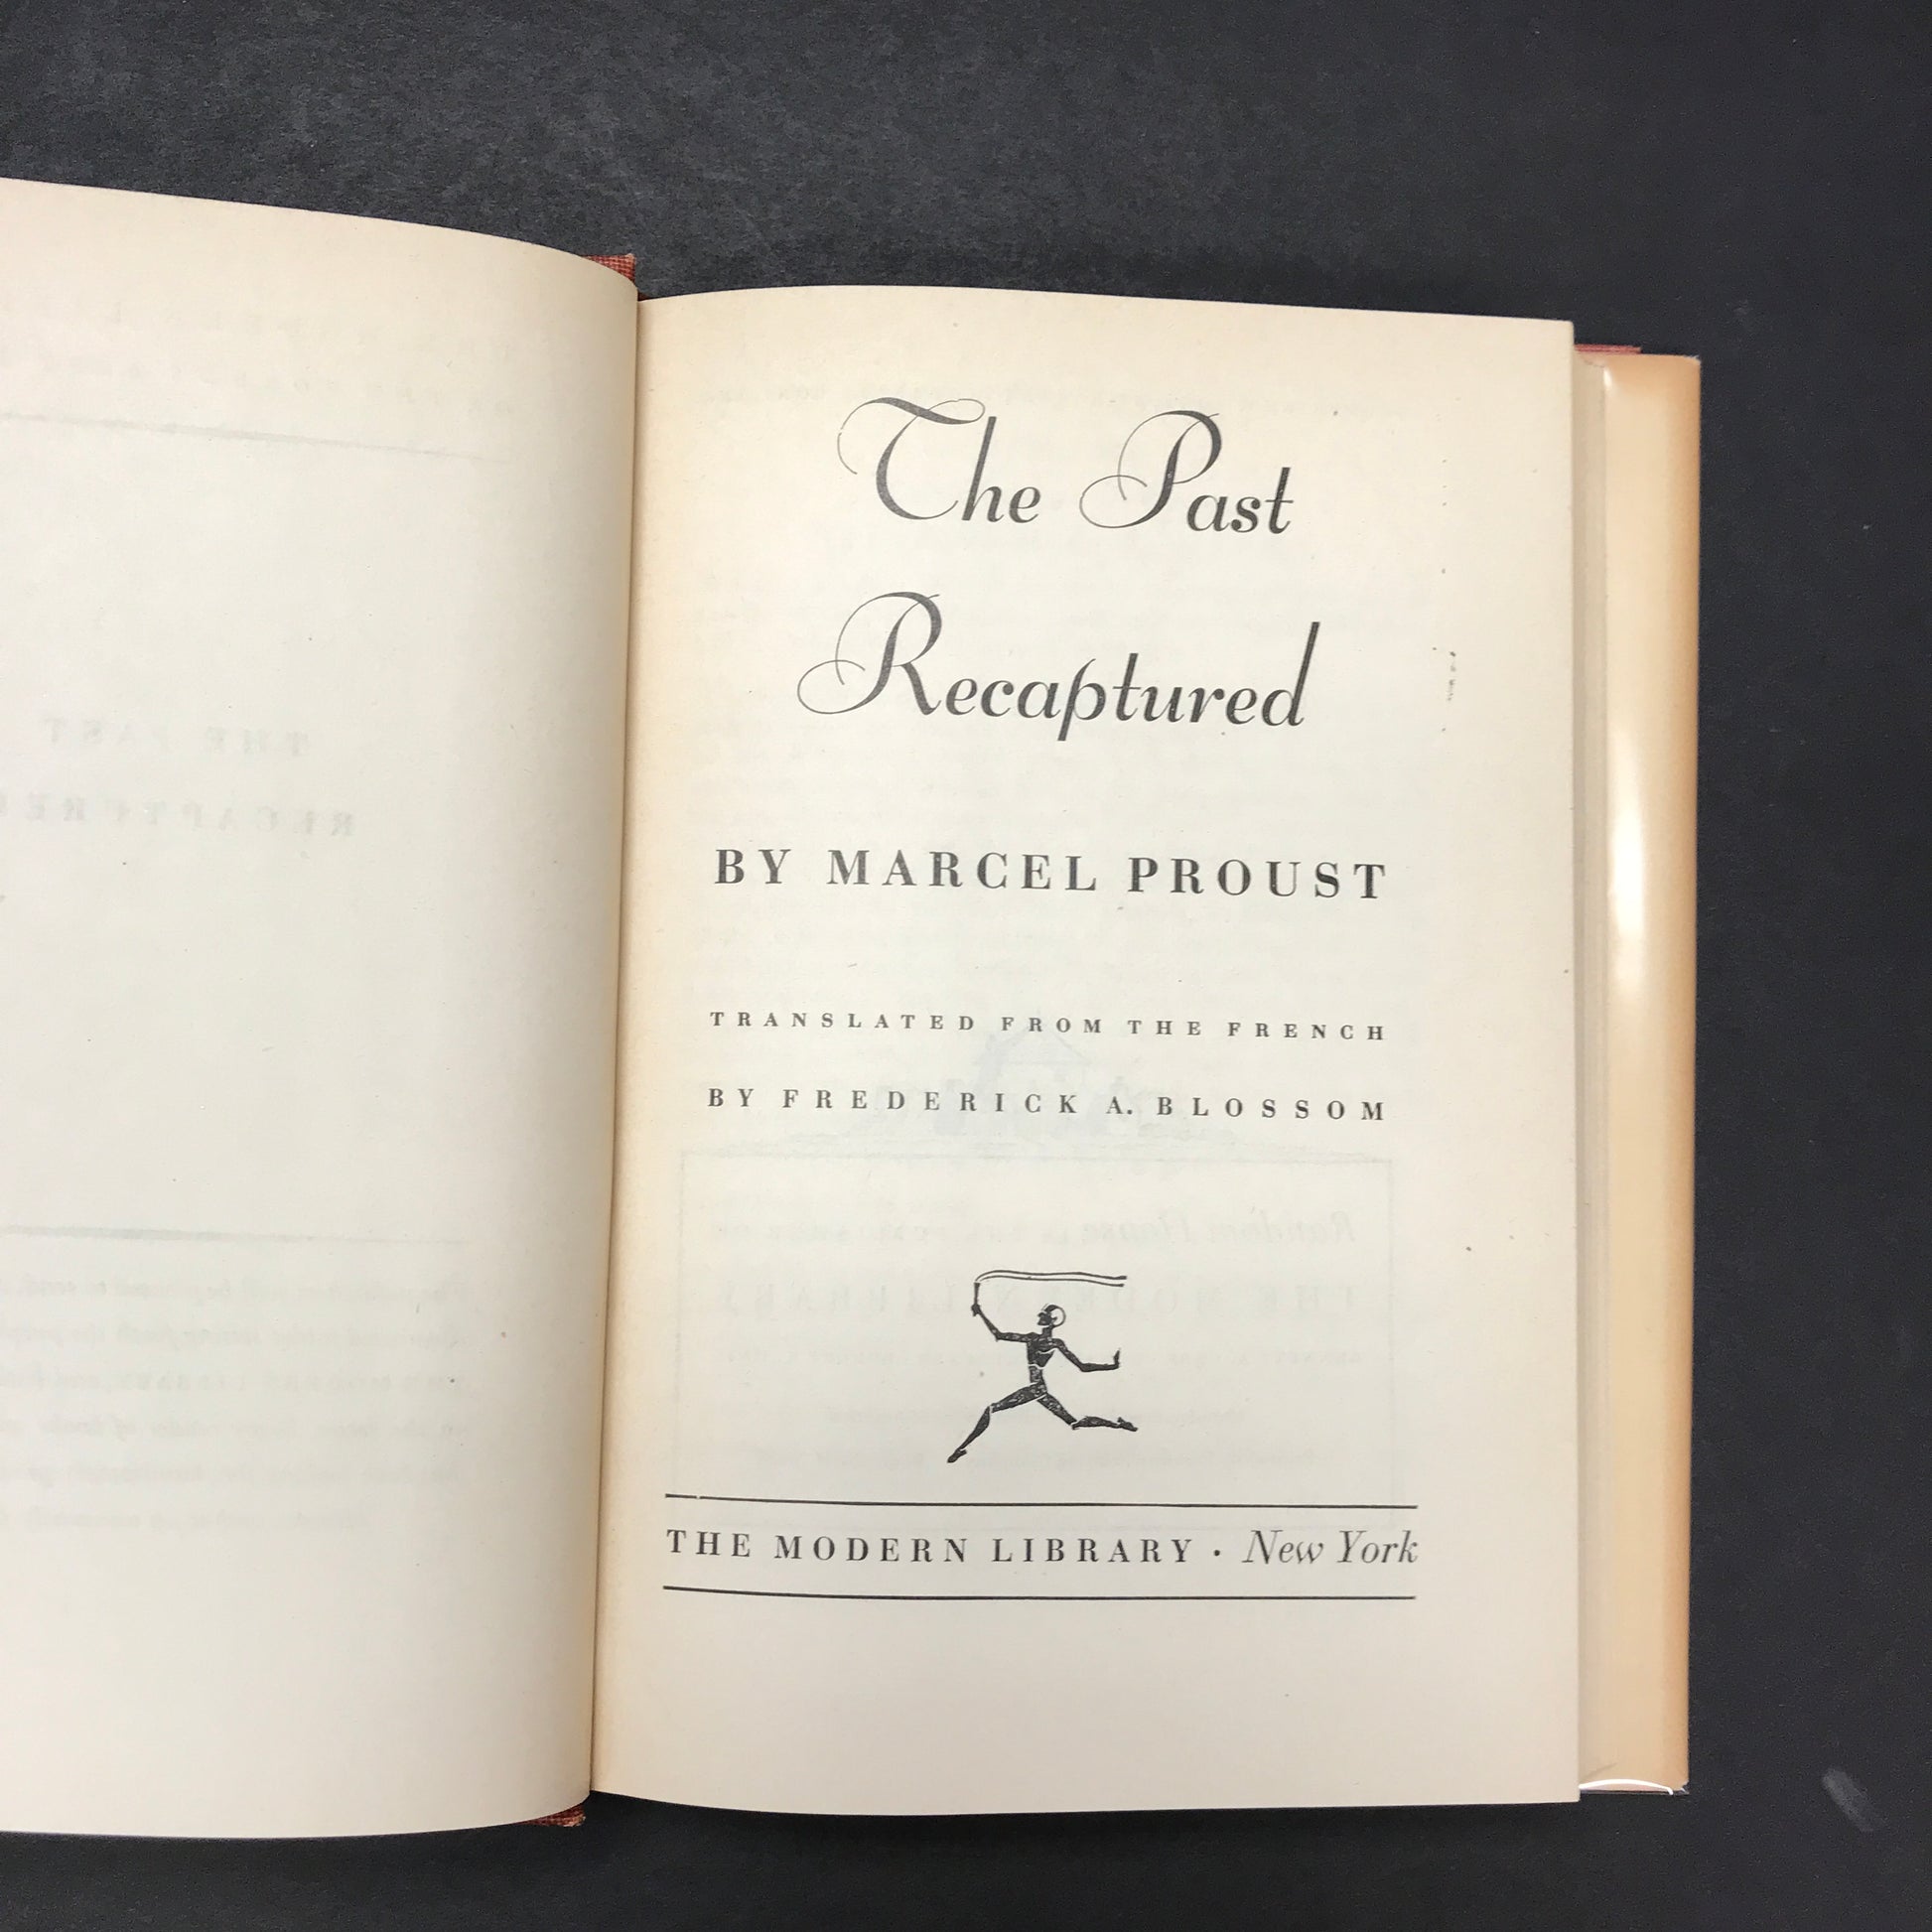 The Past
Recaptured
BY MARCEL PROUST
TRANSLATED FROM THE FRENCH
BY FREDERICK A. BLOSSOM
THE MODERN LIBRARY · New York